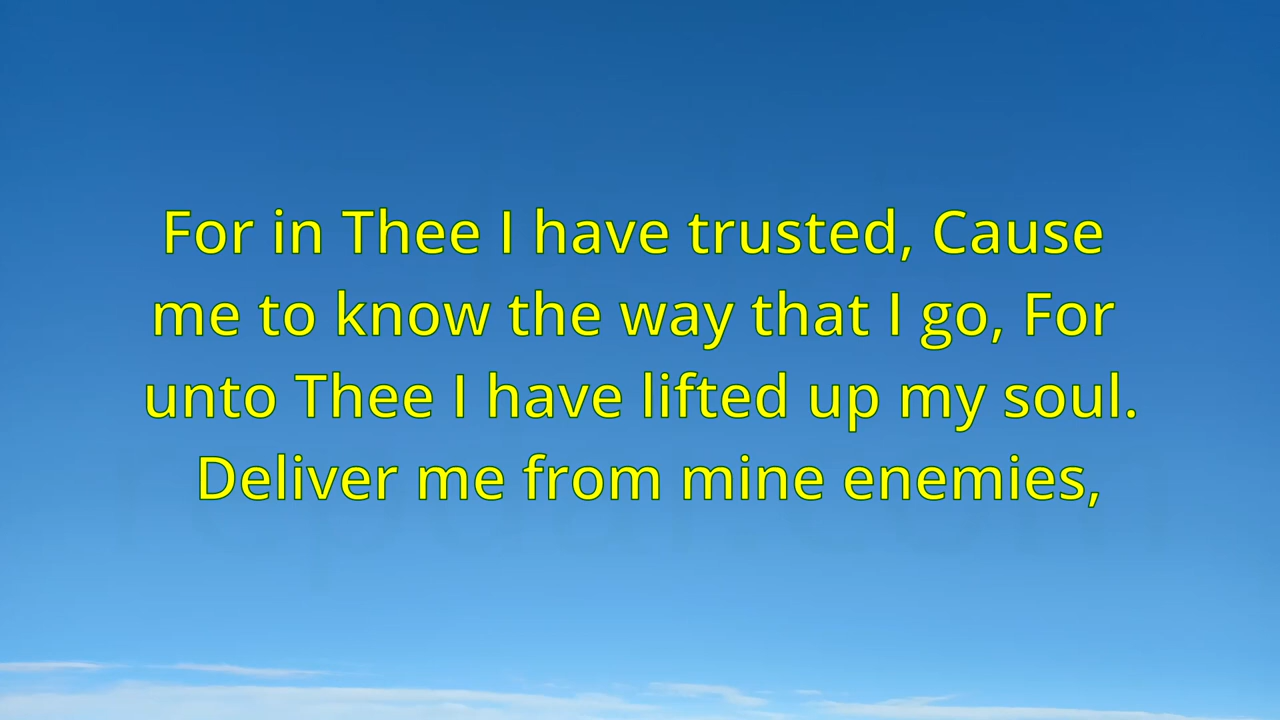 For in Thee I have trusted, Cause
me to know the way that I go, For
unto Thee I have lifted up my soul.
Deliver me from mine enemies,